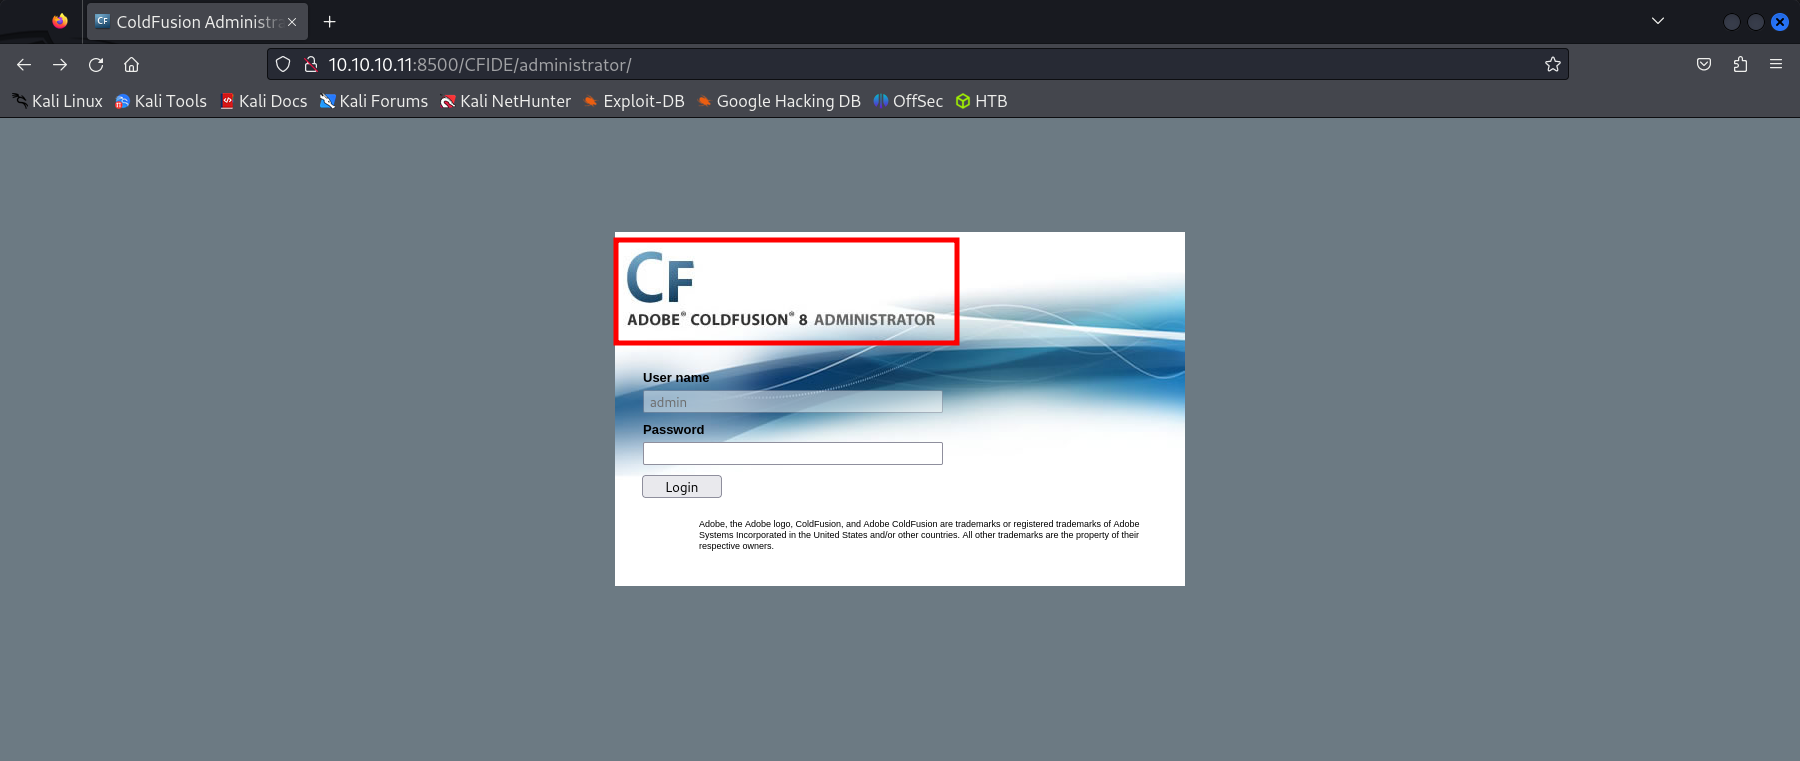 ColdFusion Administra
10.10.10.11:8500/CFIDE/administrator/
Kali Linux Kali Tools Kali Docs Kali Forums Kali NetHunter Exploit-DB Google Hacking DB OffSec HTB
CF
ADOBE® COLDFUSION® 8 ADMINISTRATOR
User name
admin
Password
Login
Adobe, the Adobe logo, ColdFusion, and Adobe ColdFusion are trademarks or registered trademarks of Adobe
Systems Incorporated in the United States and/or other countries. All other trademarks are the property of their
respective owners.